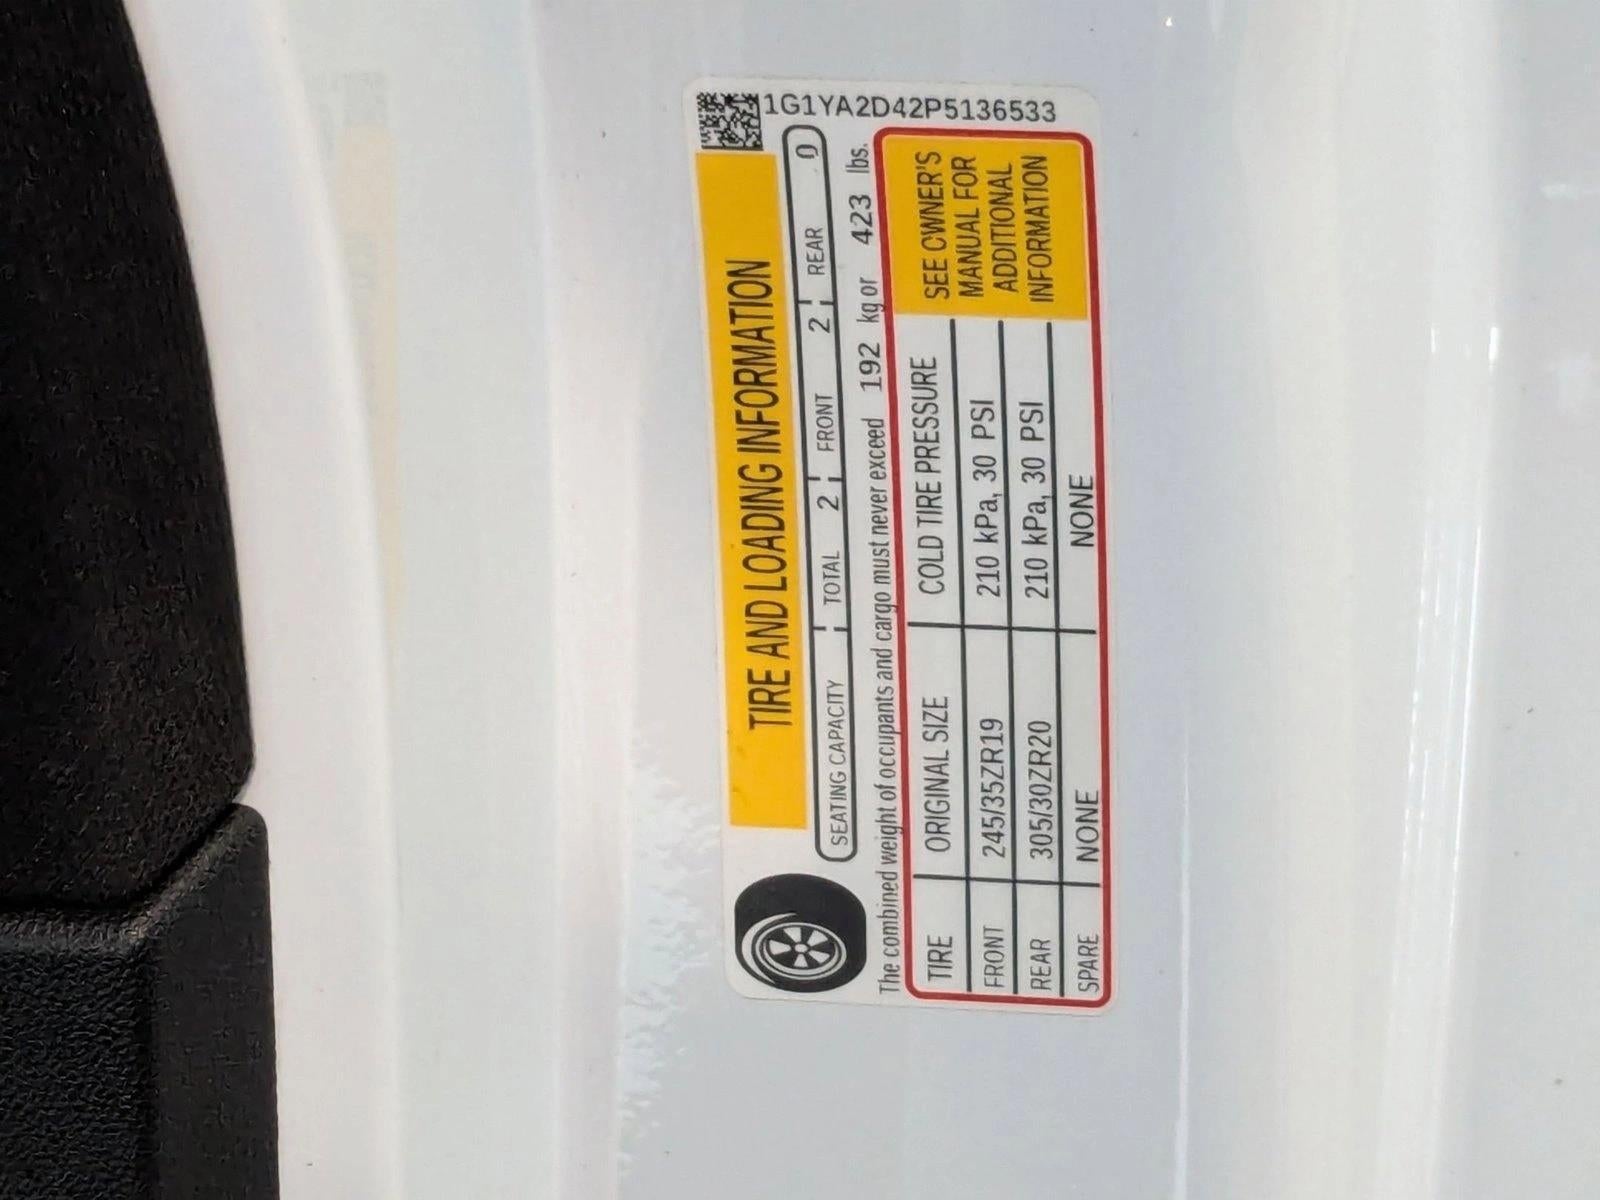 1G1YA2D42P5136533
TIRE AND LOADING INFORMATION
SEATING CAPACITY TOTAL 2 FRONT 2 REAR 0
The combined weight of occupants and cargo must never exceed 192 kg or 423 lbs.
TIRE ORIGINAL SIZE COLD TIRE PRESSURE
FRONT 245/35ZR19 210 kPa, 30 PSI
REAR 305/30ZR20 210 kPa, 30 PSI
SPARE NONE NONE
SEE OWNER'S
MANUAL FOR
ADDITIONAL
INFORMATION